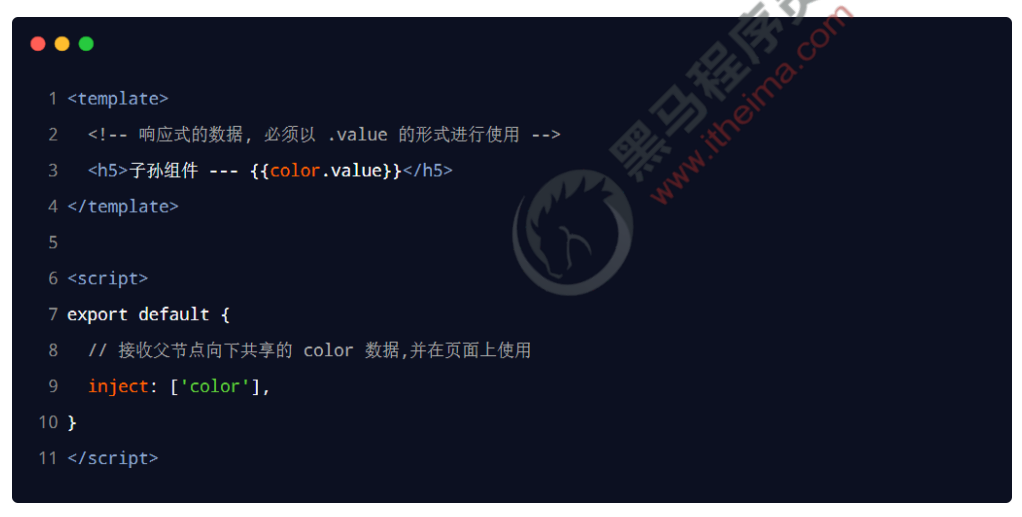 1 <template>
2   <!-- 响应式的数据, 必须以 .value 的形式进行使用 -->
3   <h5>子孙组件 --- {{color.value}}</h5>
4 </template>
5
6 <script>
7 export default {
8   // 接收父节点向下共享的 color 数据,并在页面上使用
9   inject: ['color'],
10 }
11 </script>
黑马程序员
www.itheima.com